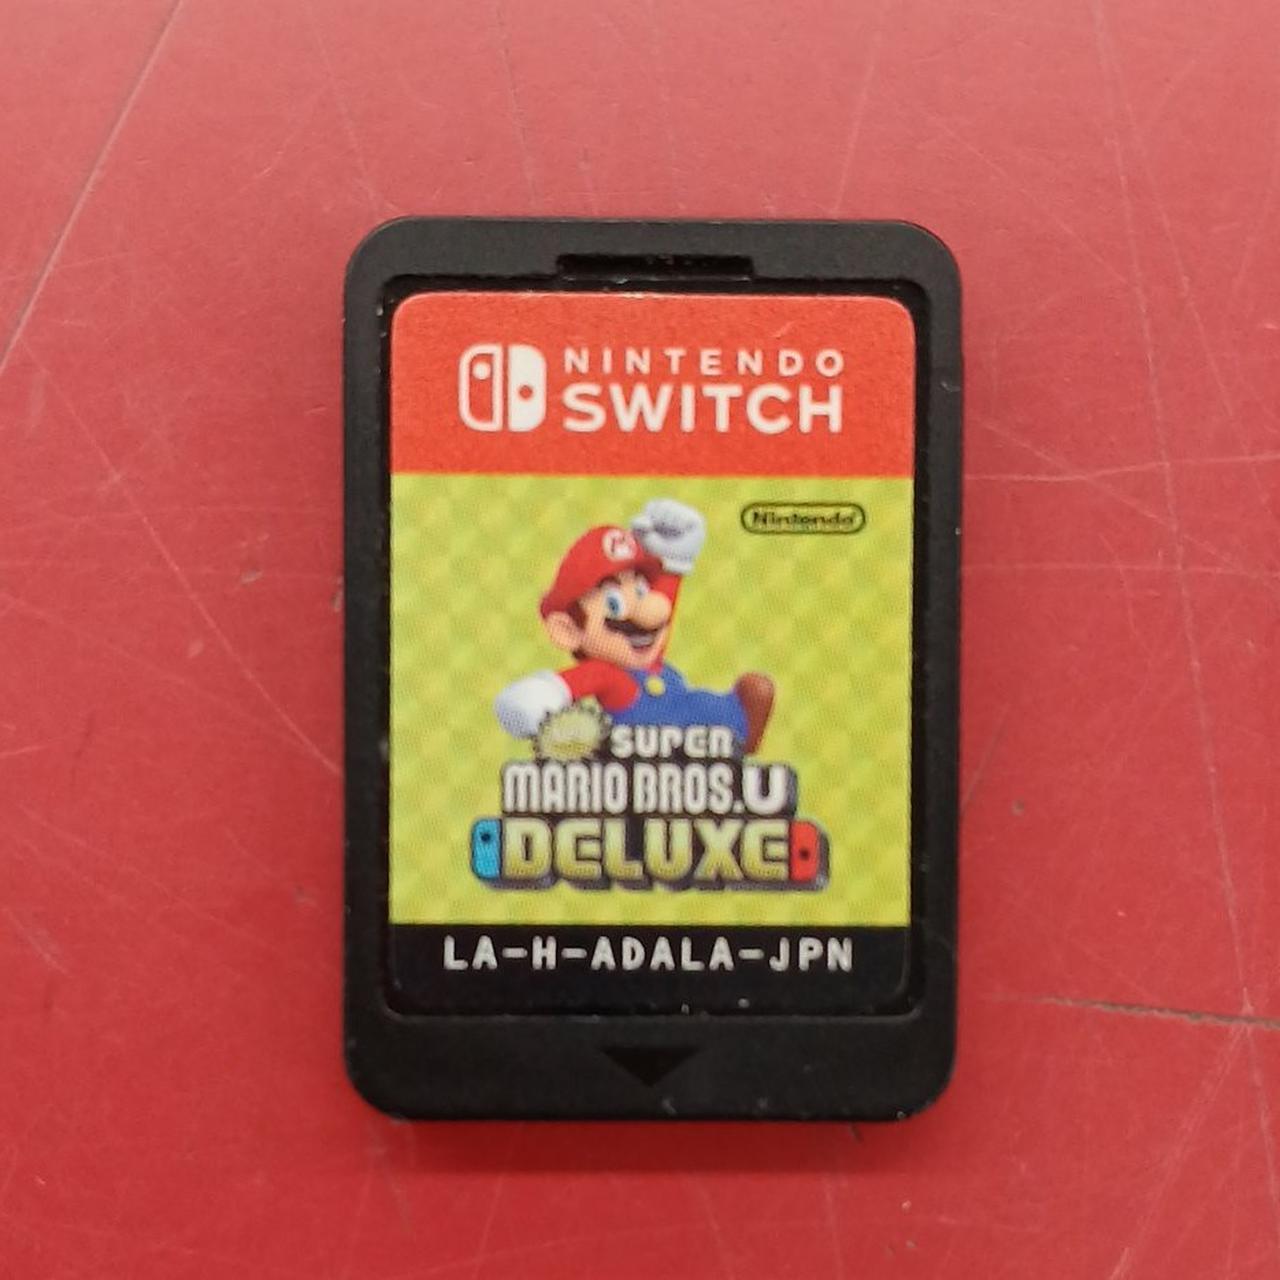 NINTENDO
SWITCH
Nintendo
M
SUPER
MARIO BROS.U
DELUXE
LA-H-ADALA-JPN